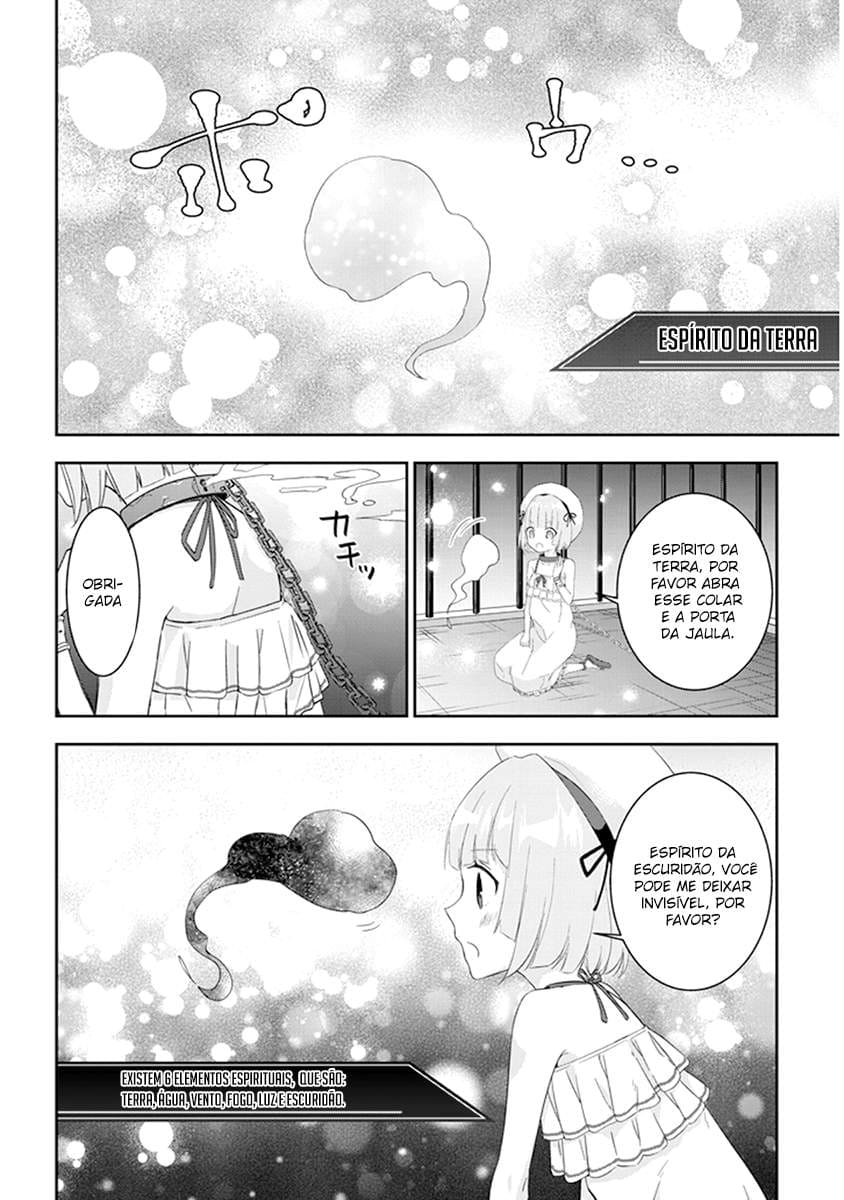 ポウ...
ESPÍRITO DA TERRA
ESPÍRITO DA
TERRA, POR
FAVOR ABRA
ESSE COLAR
E A PORTA
DA JAULA.
カチッ
OBRI-
GADA
ESPÍRITO DA
ESCURIDÃO, VOCÊ
PODE ME DEIXAR
INVISÍVEL, POR
FAVOR?
EXISTEM 6 ELEMENTOS ESPIRITUAIS, QUE SÃO:
TERRA, ÁGUA, VENTO, FOGO, LUZ E ESCURIDÃO.